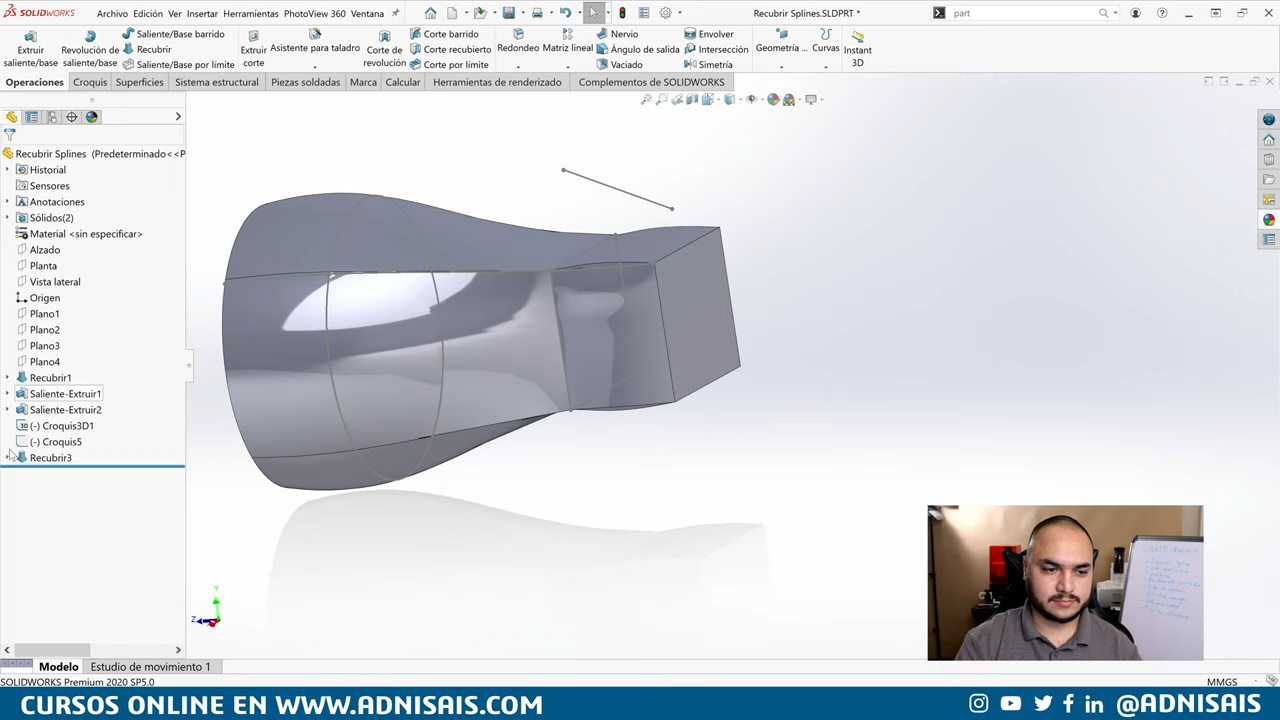 SOLIDWORKS
Archivo Edición Ver Insertar Herramientas PhotoView 360 Ventana
Recubrir Splines.SLDPRT *
part
Extruir saliente/base
Revolución de saliente/base
Saliente/Base barrido
Recubrir
Saliente/Base por límite
Extruir corte
Asistente para taladro
Corte de revolución
Corte barrido
Corte recubierto
Corte por límite
Redondeo
Matriz lineal
Nervio
Ángulo de salida
Vaciado
Envolver
Intersección
Simetría
Geometría ...
Curvas
Instant 3D
Operaciones Croquis Superficies Sistema estructural Piezas soldadas Marca Calcular Herramientas de renderizado Complementos de SOLIDWORKS
Recubrir Splines (Predeterminado<<P
Historial
Sensores
Anotaciones
Sólidos(2)
Material <sin especificar>
Alzado
Planta
Vista lateral
Origen
Plano1
Plano2
Plano3
Plano4
Recubrir1
Saliente-Extruir1
Saliente-Extruir2
3D (-) Croquis3D1
(-) Croquis5
Recubrir3
Y
Z
Modelo Estudio de movimiento 1
SOLIDWORKS Premium 2020 SP5.0
MMGS
CURSOS ONLINE EN WWW.ADNISAIS.COM
@ADNISAIS